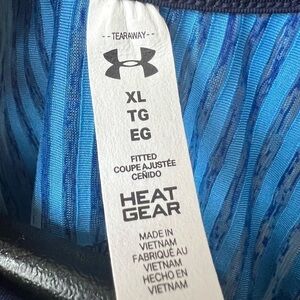 --TEARAWAY--
XL
TG
EG
FITTED
COUPE AJUSTÉE
CEÑIDO
HEAT
GEAR
MADE IN
VIETNAM
FABRIQUÉ AU
VIETNAM
HECHO EN
VIETNAM